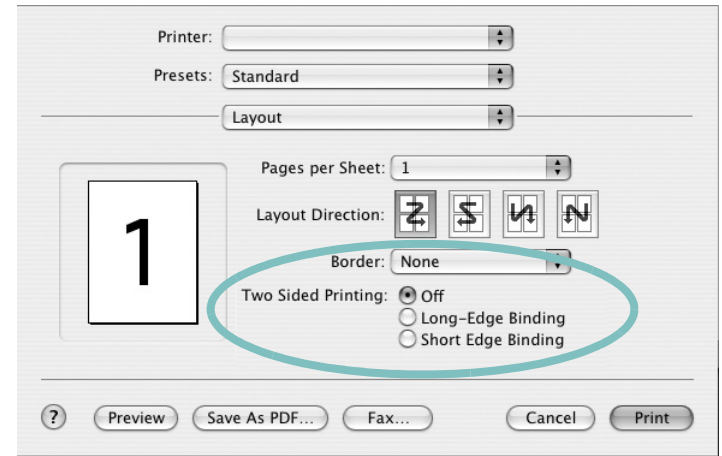 Printer:
Presets: Standard
Layout
Pages per Sheet: 1
Layout Direction:
1
Border: None
Two Sided Printing: Off
Long-Edge Binding
Short Edge Binding
? Preview Save As PDF... Fax... Cancel Print